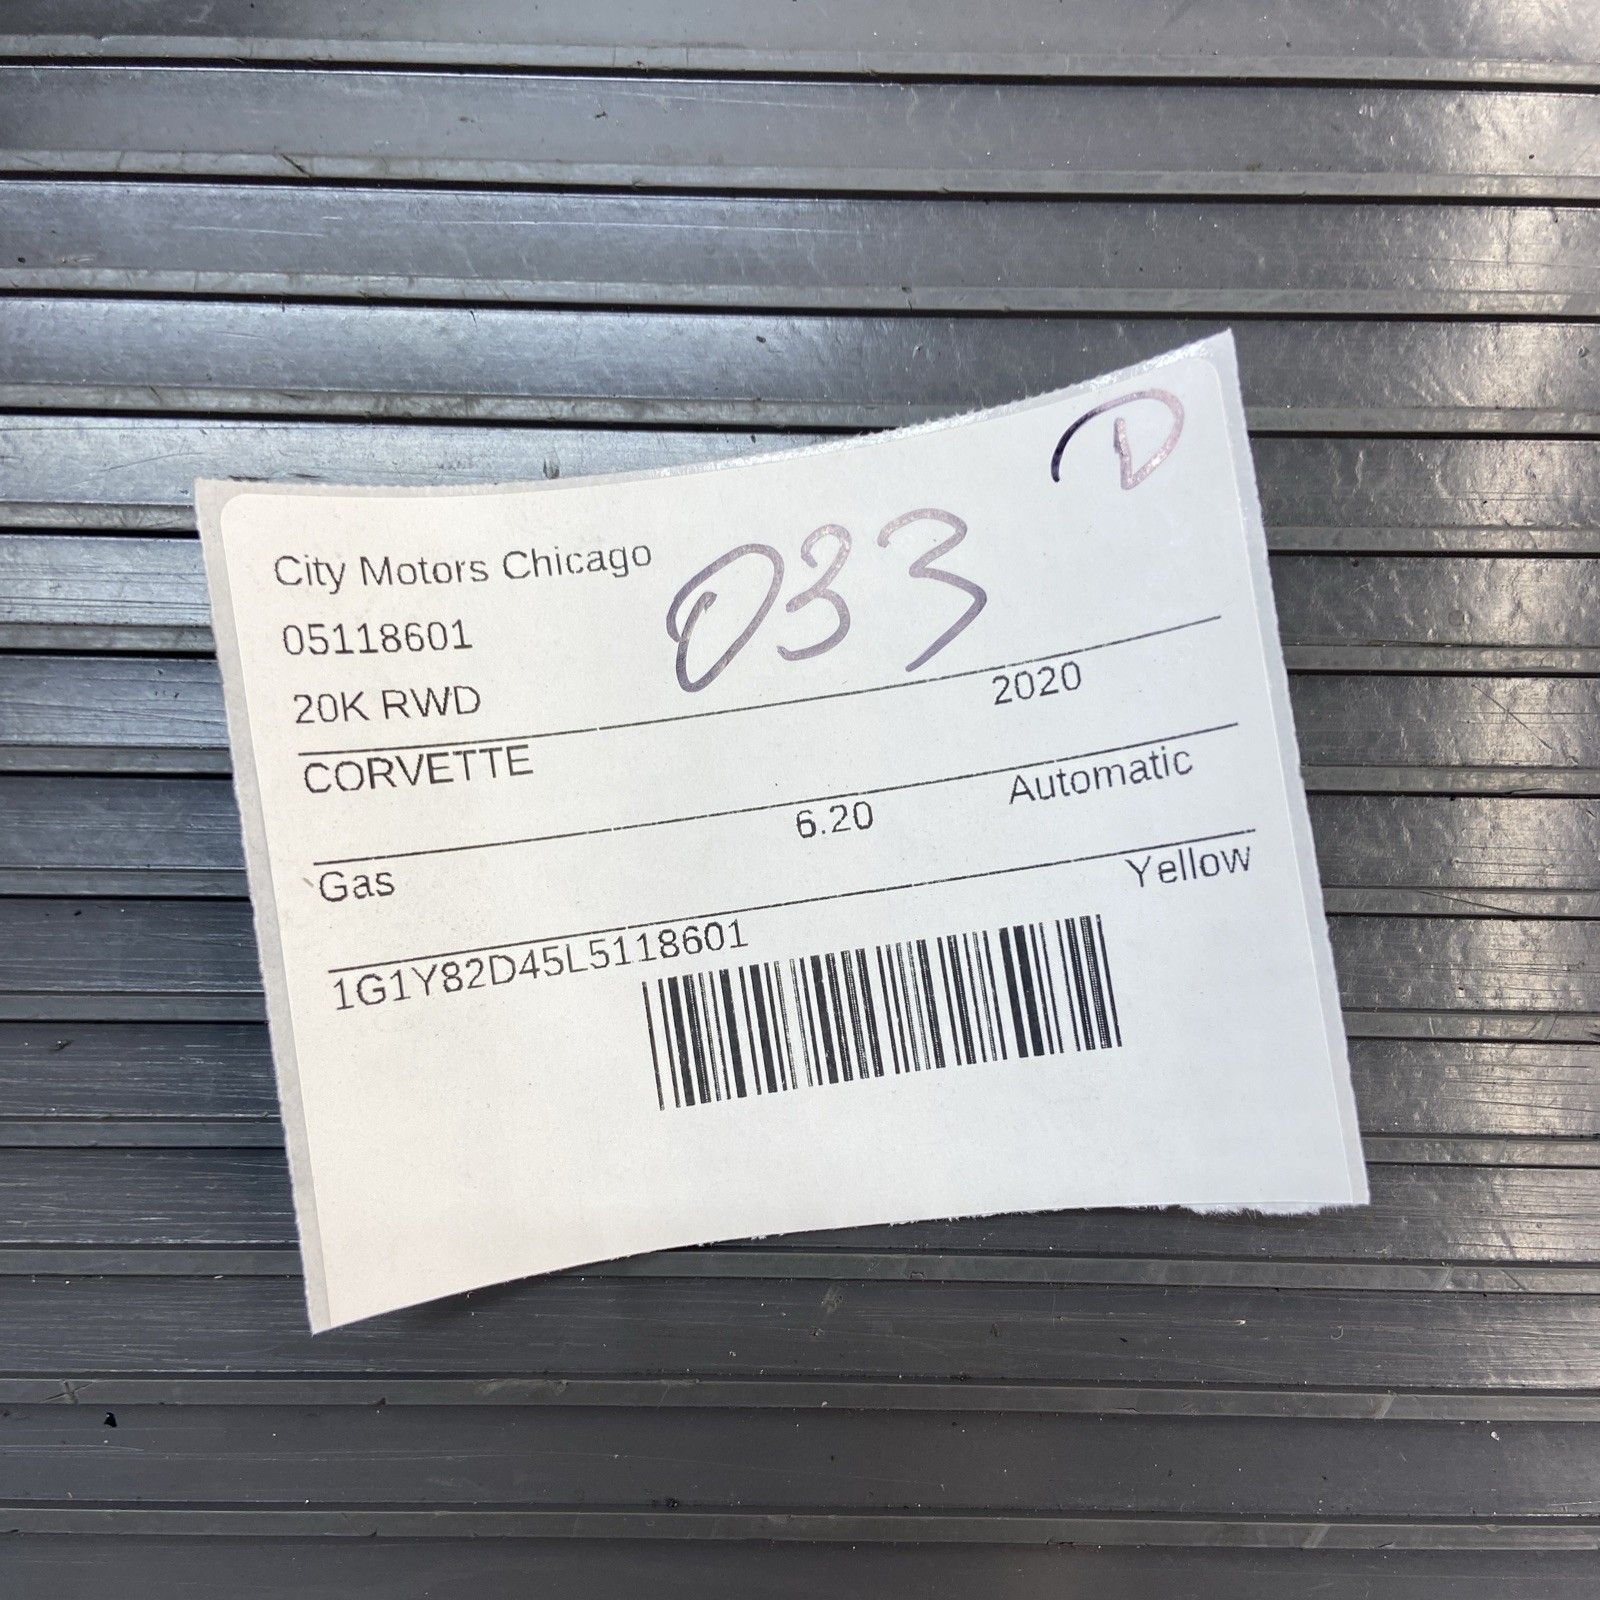 D
City Motors Chicago
033
05118601
20K RWD
2020
CORVETTE
6.20 Automatic
Gas Yellow
1G1Y82D45L5118601